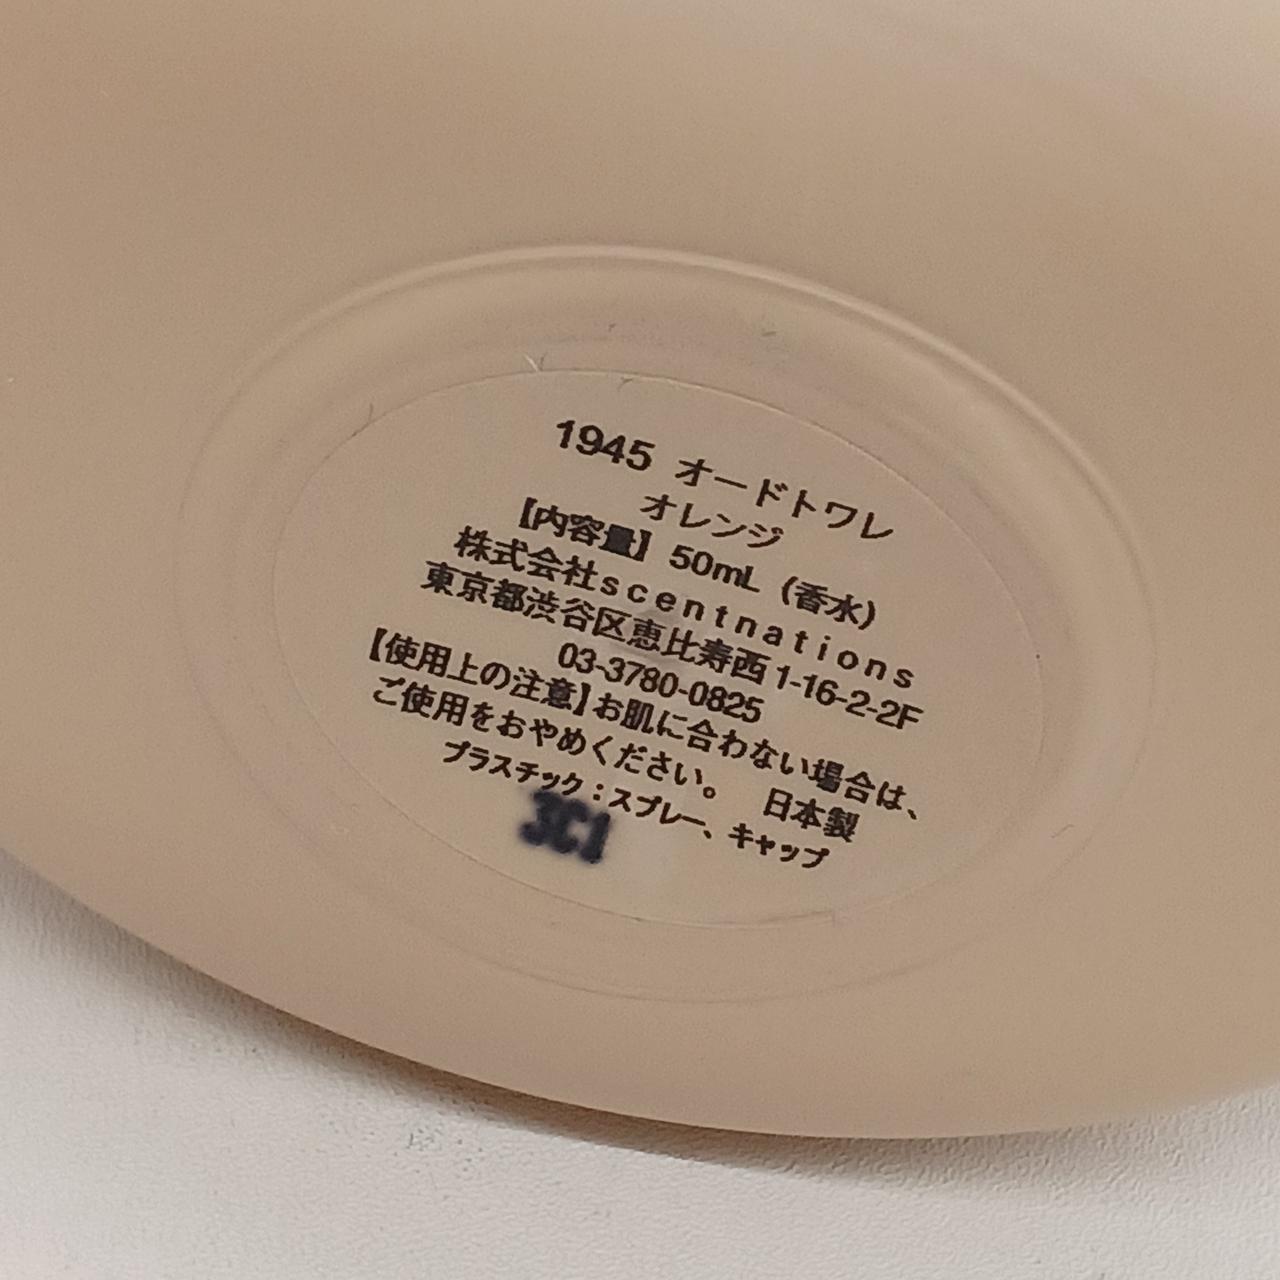 1945 オードトワレ
オレンジ
【内容量】50mL（香水）
株式会社scentnations
東京都渋谷区恵比寿西1-16-2-2F
03-3780-0825
【使用上の注意】お肌に合わない場合は、
ご使用をおやめください。 日本製
プラスチック：スプレー、キャップ
3C1